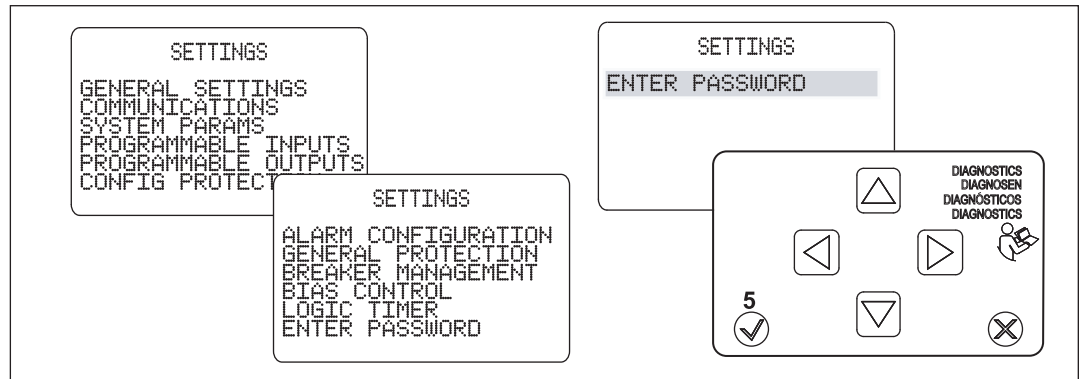 SETTINGS
GENERAL SETTINGS
COMMUNICATIONS
SYSTEM PARAMS
PROGRAMMABLE INPUTS
PROGRAMMABLE OUTPUTS
CONFIG
SETTINGS
ALARM CONFIGURATION
GENERAL PROTECTION
BREAKER MANAGEMENT
BIAS CONTROL
LOGIC TIMER
ENTER PASSWORD
SETTINGS
ENTER PASSWORD
DIAGNOSTICS
DIAGNOSEN
DIAGNÓSTICOS
DIAGNOSTICS
5